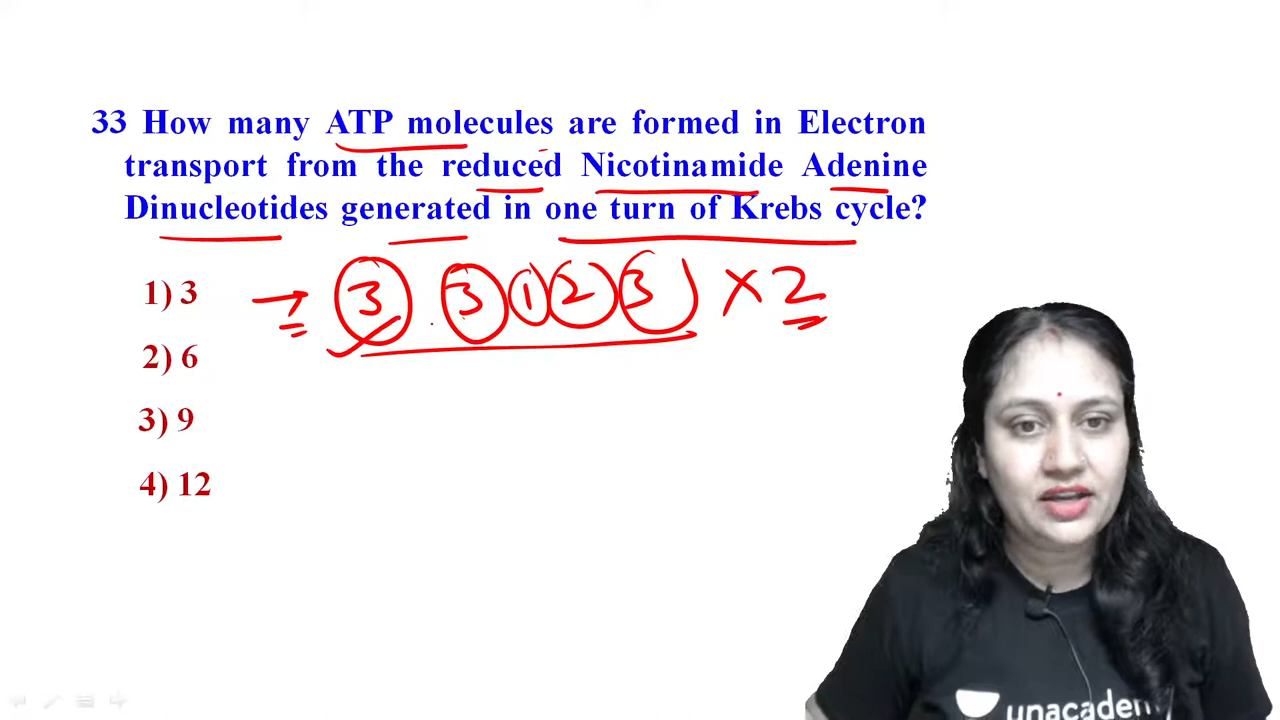 33 How many ATP molecules are formed in Electron
transport from the reduced Nicotinamide Adenine
Dinucleotides generated in one turn of Krebs cycle?
1) 3
→ 3 3 1 2 3 × 2
2) 6
3) 9
4) 12
unacadem